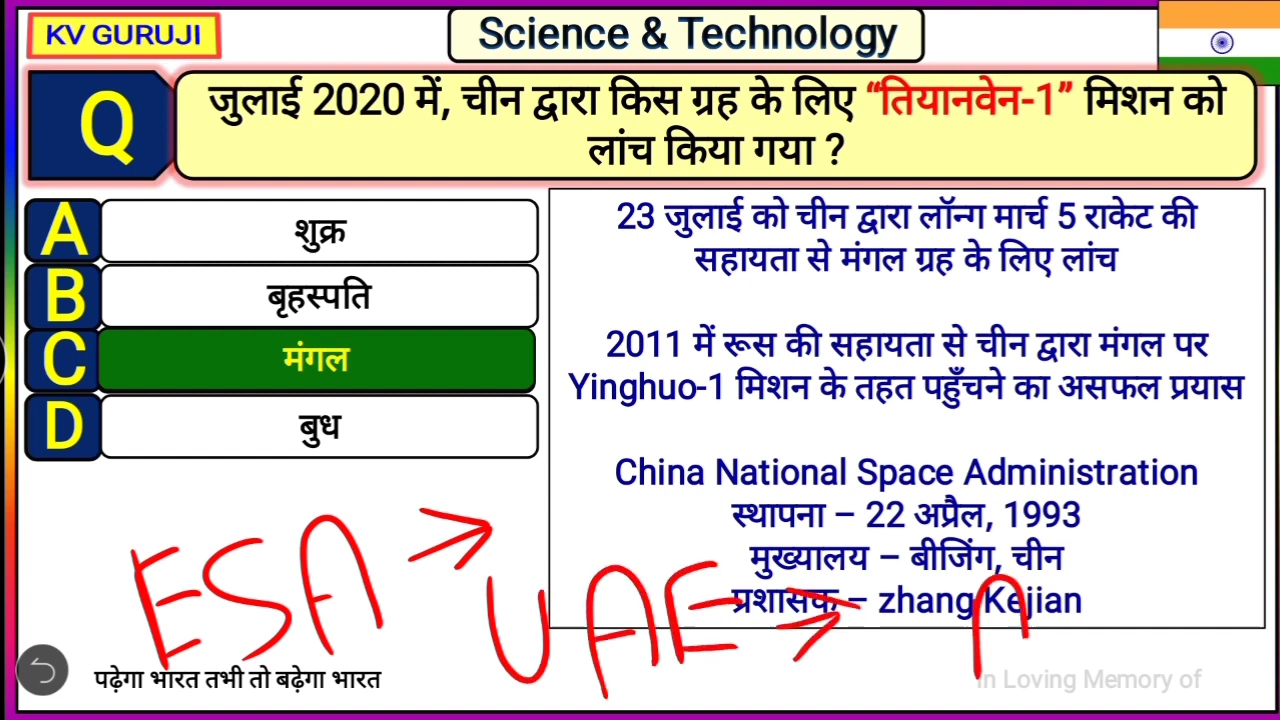 KV GURUJI
Science & Technology
Q
जुलाई 2020 में, चीन द्वारा किस ग्रह के लिए “तियानवेन-1” मिशन को
लांच किया गया ?
A शुक्र
B बृहस्पति
C मंगल
D बुध
23 जुलाई को चीन द्वारा लॉन्ग मार्च 5 राकेट की
सहायता से मंगल ग्रह के लिए लांच
2011 में रूस की सहायता से चीन द्वारा मंगल पर
Yinghuo-1 मिशन के तहत पहुँचने का असफल प्रयास
China National Space Administration
स्थापना – 22 अप्रैल, 1993
मुख्यालय – बीजिंग, चीन
प्रशासक – zhang Kejian
ESA →
UAE →
पढ़ेगा भारत तभी तो बढ़ेगा भारत
In Loving Memory of